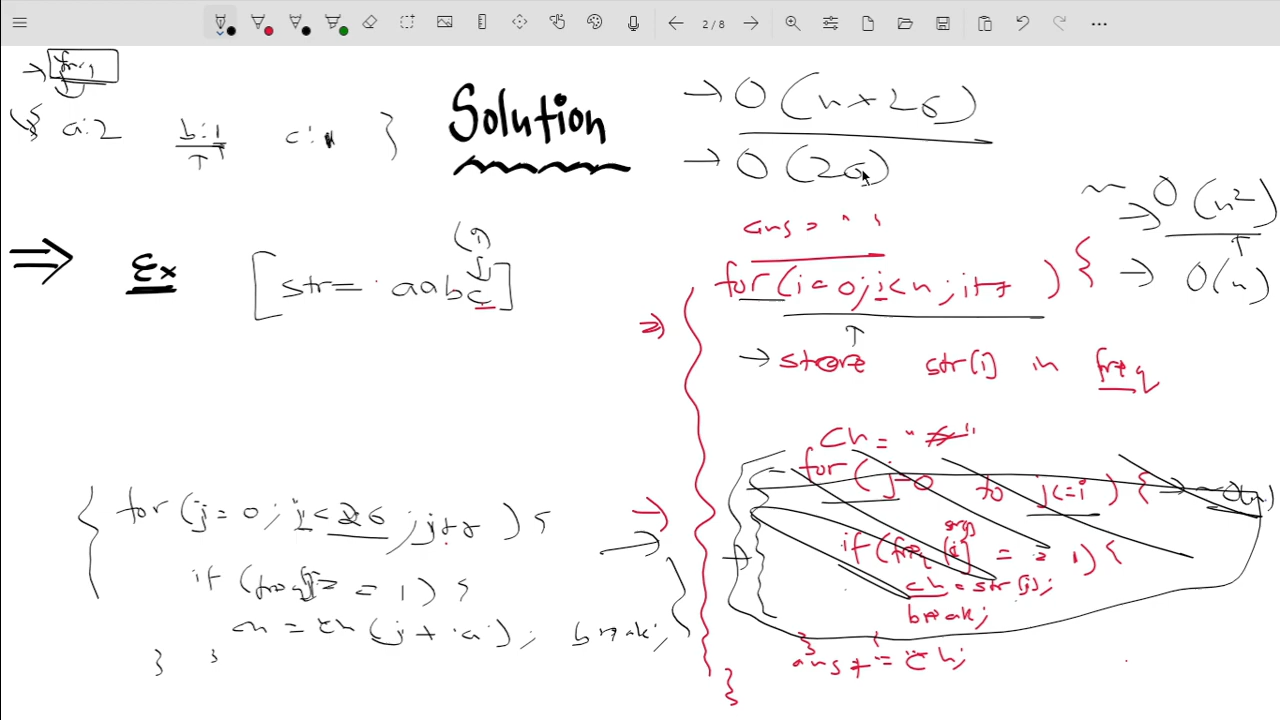 2/8
freq
{ a:2 b:1 c: }
Solution
→ O(n*26)
→ O(26)
~ O(n²)
→ O(n)
⇒ Ex [str= aabc]
ans = " "
for(i=0; i<n; i++) {
→ store str[i] in freq
ch = "#"
for (j=0 to j<=i) {
if(freq[ ] == 1) {
ch = str[j];
break;
}
ans += ch;
}
for (j=0; j<26; j++) {
if (freq[j] == 1) {
ch = ch(j + 'a'); break;
} }